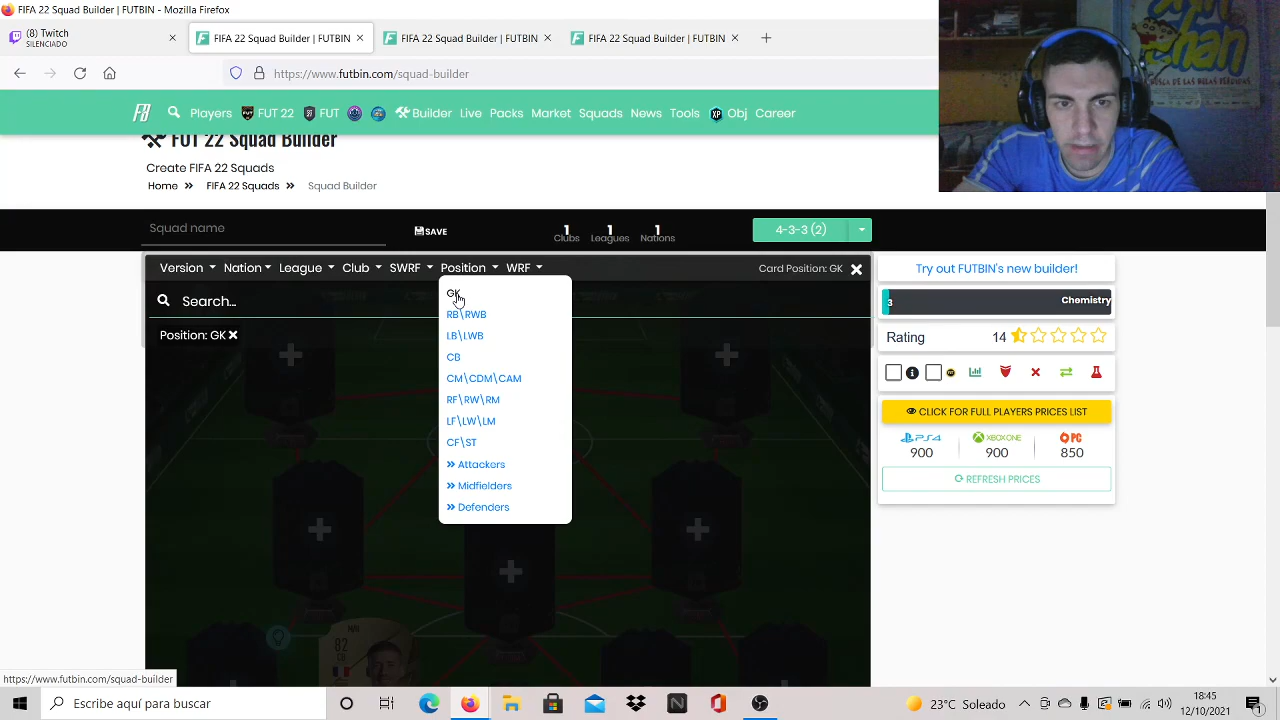 FIFA 22 Squad Builder | FUTBIN - Mozilla Firefox
(8) Twitch
SILENCIADO
FIFA 22 Squad Builder | FUTBIN
FIFA 22 Squad Builder | FUTBIN
FIFA 22 Squad Builder | FUTBIN
https://www.futbin.com/squad-builder
Players FUT 22 FUT Builder Live Packs Market Squads News Tools XP Obj Career
FUT 22 Squad Builder
Create FIFA 22 Squads
Home » FIFA 22 Squads » Squad Builder
Squad name
SAVE
1 Clubs 1 Leagues 1 Nations
4-3-3 (2)
Version Nation League Club SWRF Position WRF
Card Position: GK
Search...
Position: GK
GK
RB\RWB
LB\LWB
CB
CM\CDM\CAM
RF\RW\RM
LF\LW\LM
CF\ST
» Attackers
» Midfielders
» Defenders
82
Try out FUTBIN's new builder!
3 Chemistry
Rating 14
CLICK FOR FULL PLAYERS PRICES LIST
PS4 XBOX ONE PC
900 900 850
REFRESH PRICES
https://www.futbin.com/squad-builder
Escribe aquí para buscar
23°C Soleado
18:45
12/10/2021
1